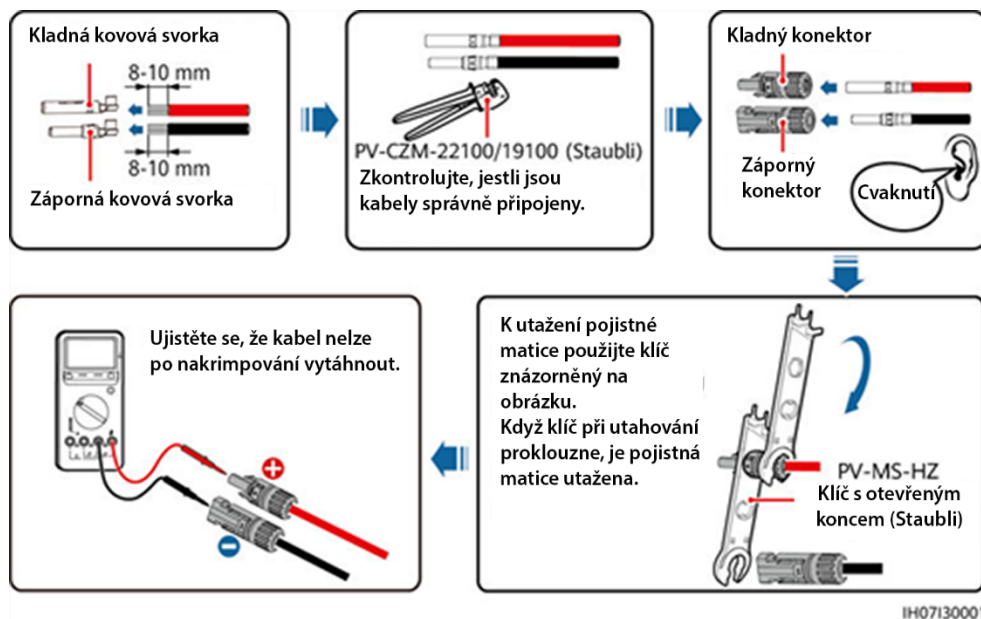 Kladná kovová svorka
8-10 mm
8-10 mm
Záporná kovová svorka
PV-CZM-22100/19100 (Staubli)
Zkontrolujte, jestli jsou
kabely správně připojeny.
Kladný konektor
Záporný
konektor
Cvaknutí
K utažení pojistné
matice použijte klíč
znázorněný na
obrázku.
Když klíč při utahování
proklouzne, je pojistná
matice utažena.
PV-MS-HZ
Klíč s otevřeným
koncem (Staubli)
Ujistěte se, že kabel nelze
po nakrimpování vytáhnout.
IH07I30001